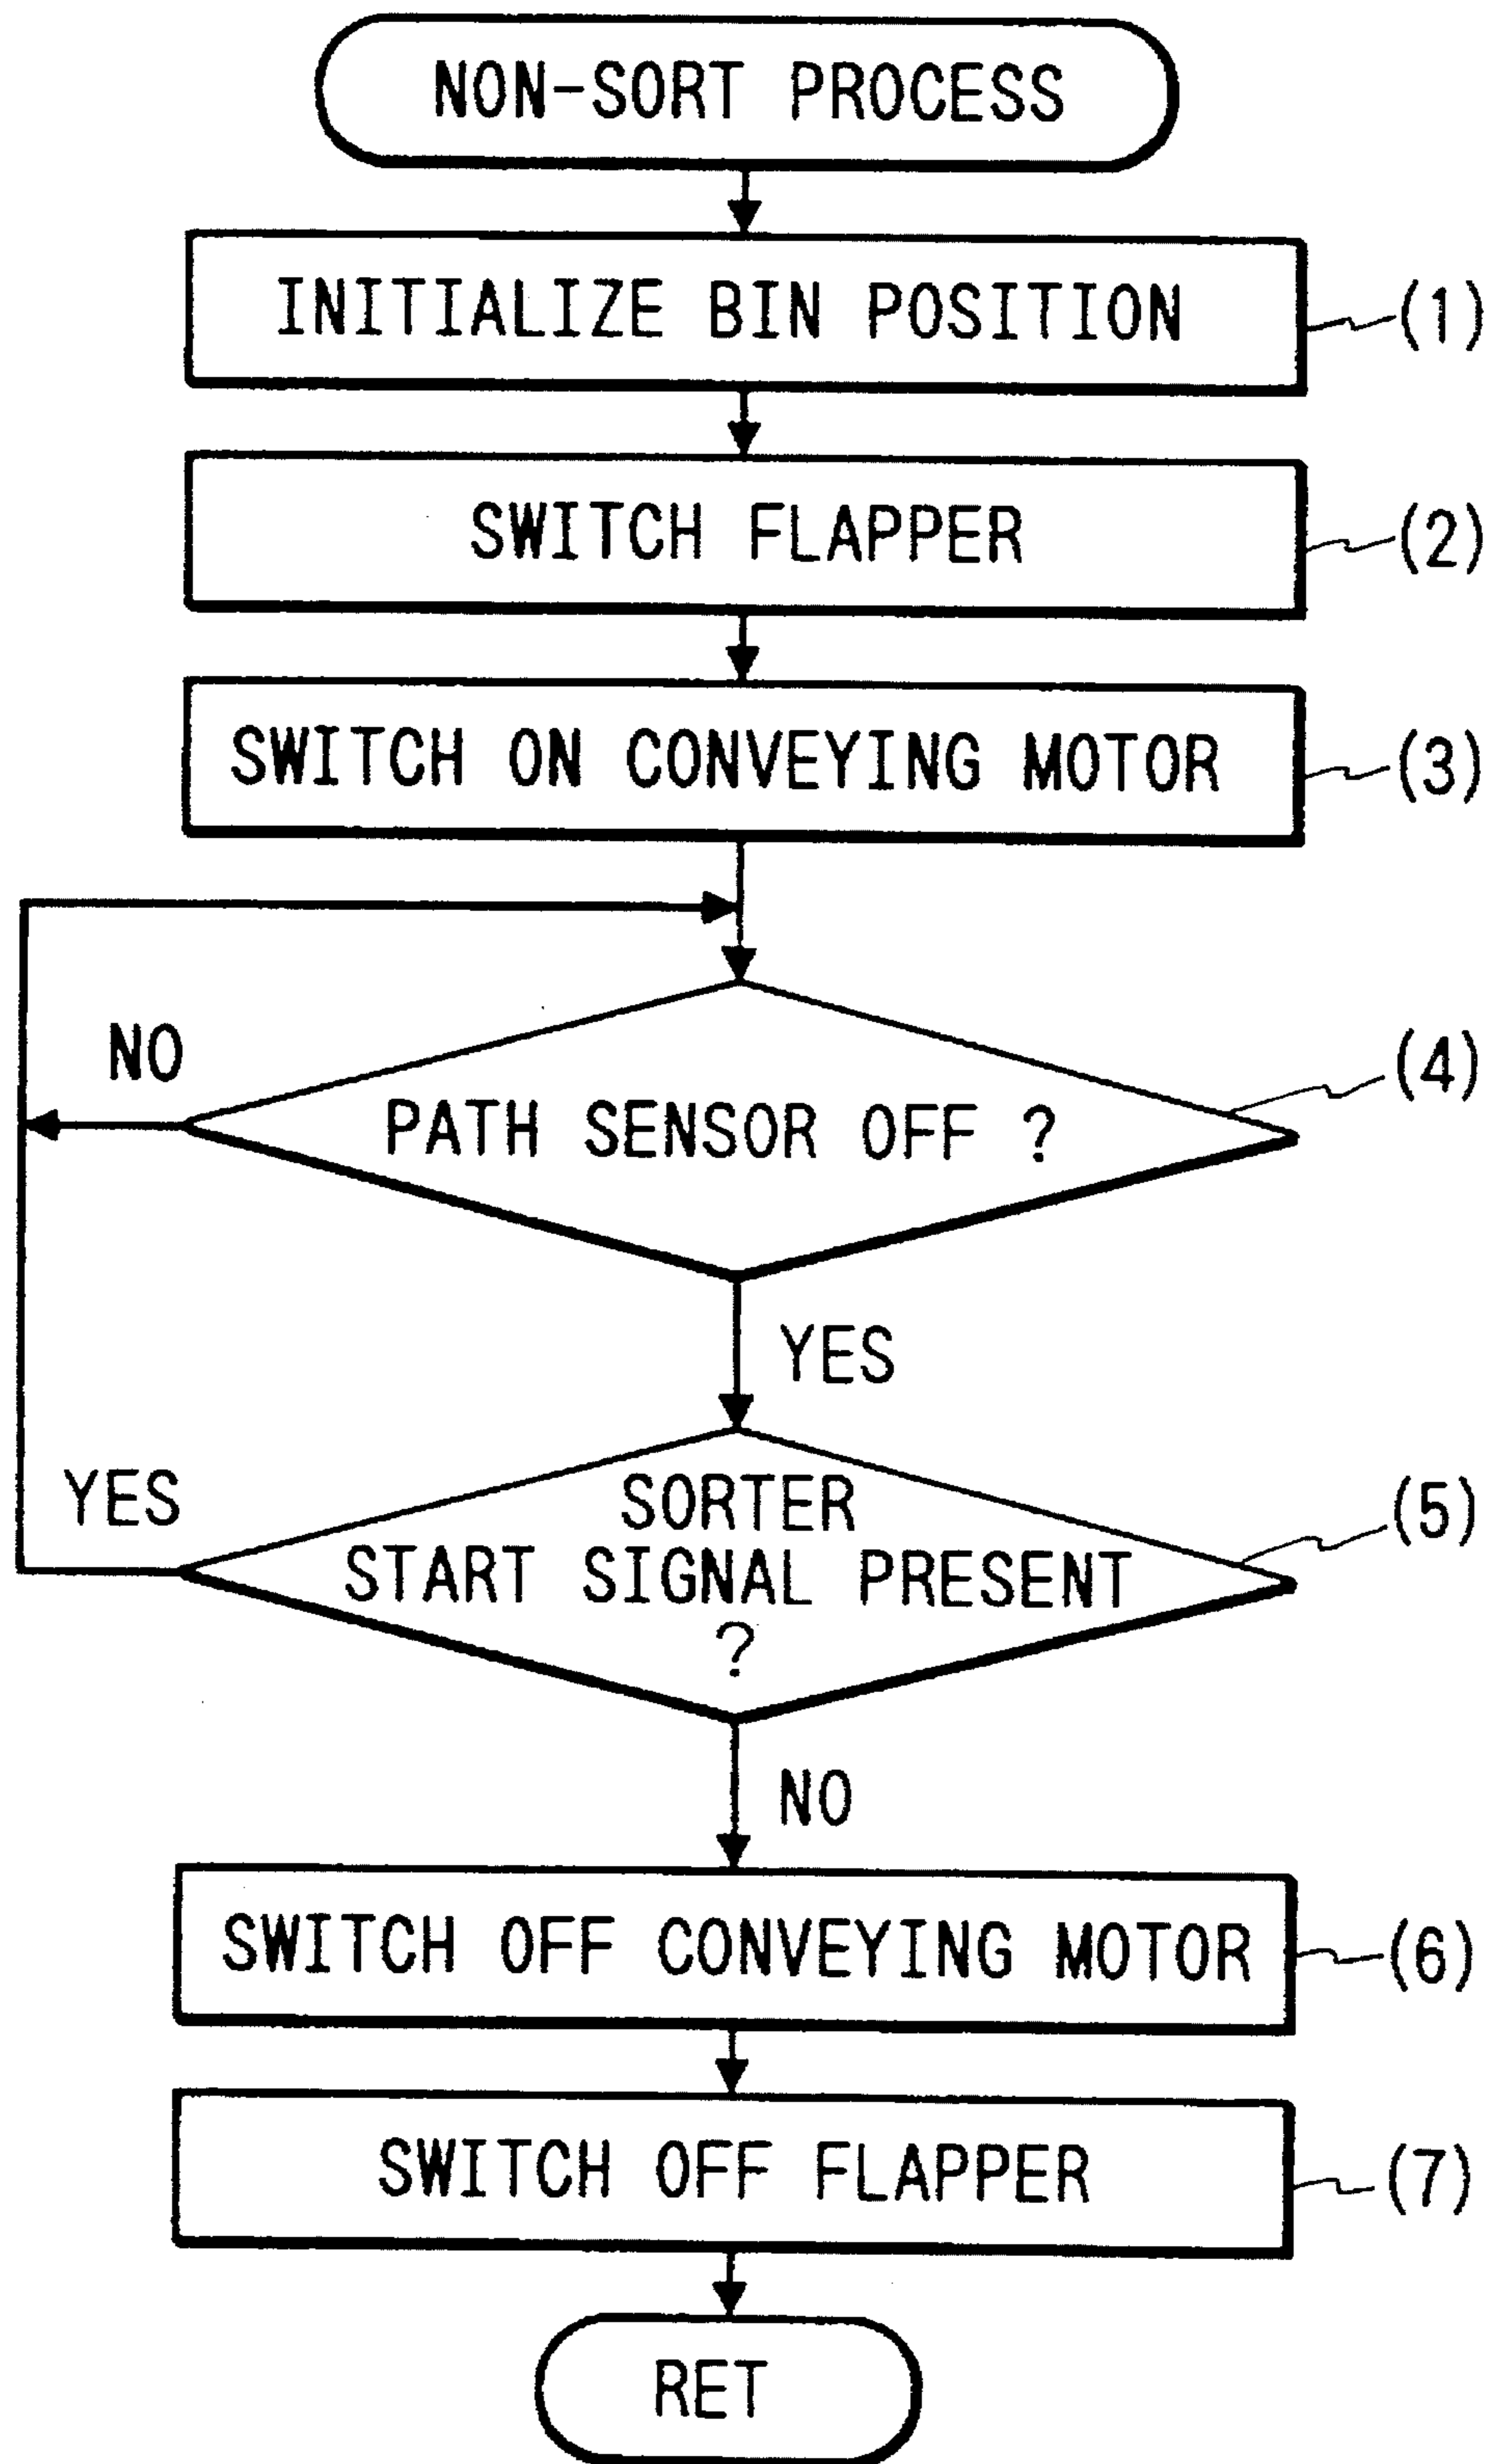 NON-SORT PROCESS
INITIALIZE BIN POSITION
(1)
SWITCH FLAPPER
(2)
SWITCH ON CONVEYING MOTOR
(3)
NO
PATH SENSOR OFF ?
(4)
YES
YES
SORTER
START SIGNAL PRESENT
?
(5)
NO
SWITCH OFF CONVEYING MOTOR
(6)
SWITCH OFF FLAPPER
(7)
RET